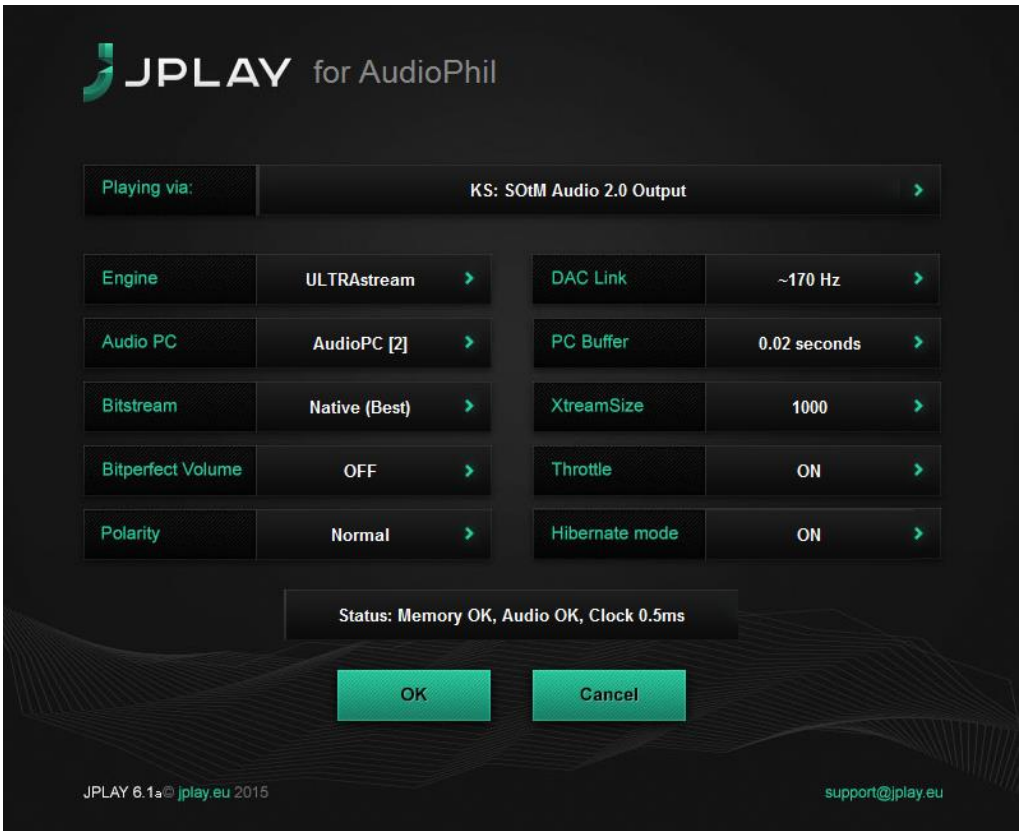 JPLAY for AudioPhil
Playing via: KS: SOtM Audio 2.0 Output
Engine ULTRAstream DAC Link ~170 Hz
Audio PC AudioPC [2] PC Buffer 0.02 seconds
Bitstream Native (Best) XtreamSize 1000
Bitperfect Volume OFF Throttle ON
Polarity Normal Hibernate mode ON
Status: Memory OK, Audio OK, Clock 0.5ms
OK Cancel
JPLAY 6.1a© jplay.eu 2015 support@jplay.eu